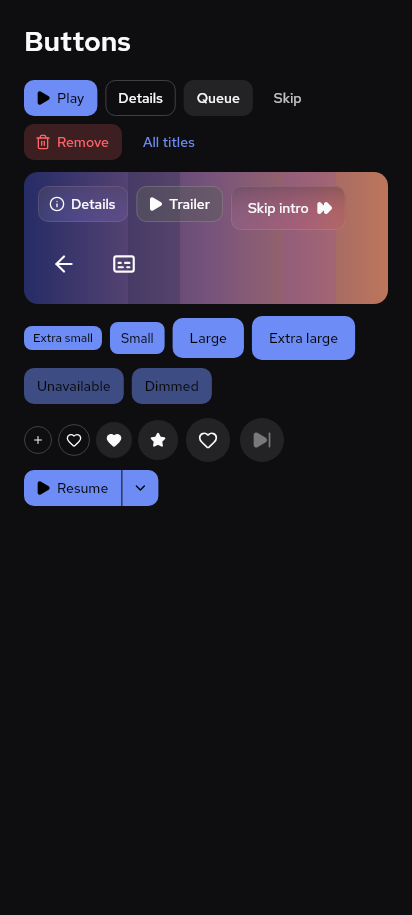 Buttons
Play Details Queue Skip
Remove All titles
Details Trailer Skip intro
Extra small Small Large Extra large
Unavailable Dimmed
Resume